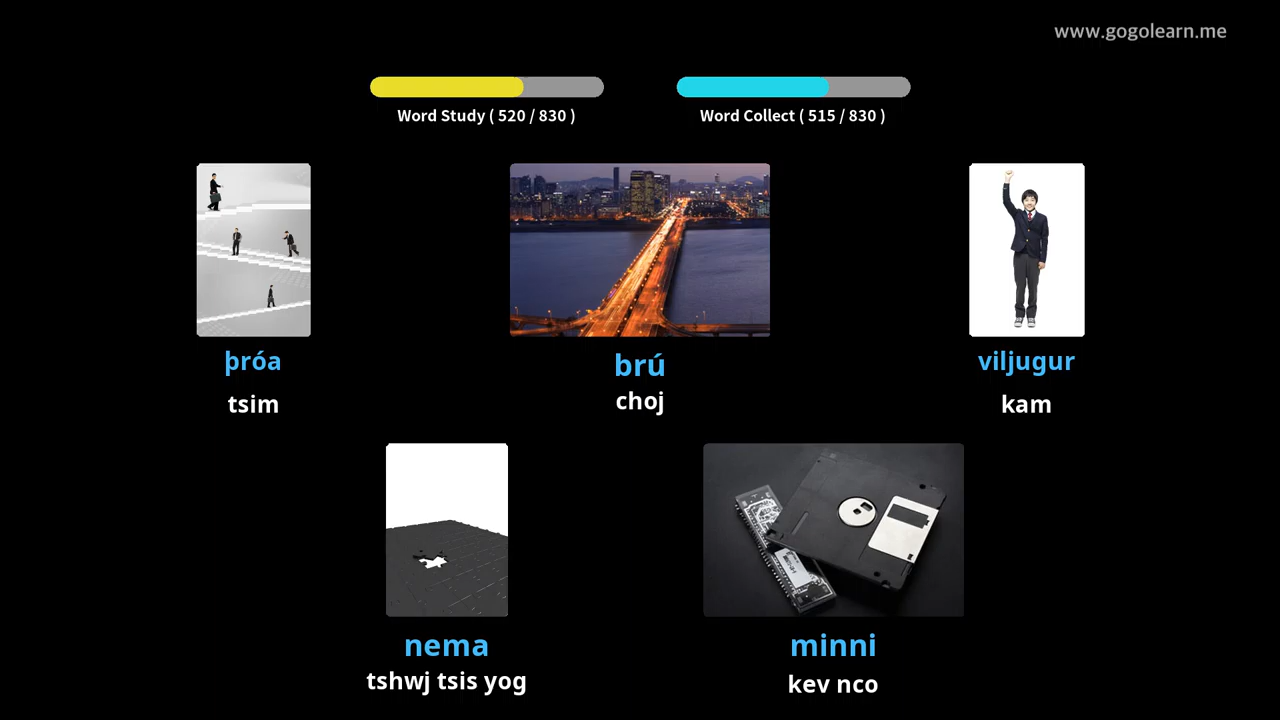 www.gogolearn.me
Word Study ( 520 / 830 )
Word Collect ( 515 / 830 )
þróa
brú
viljugur
tsim
choj
kam
nema
minni
tshwj tsis yog
kev nco